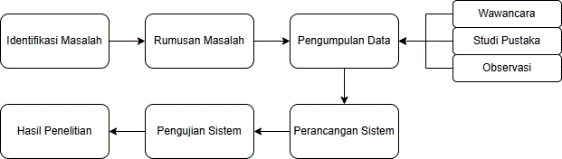 Identifikasi Masalah
Rumusan Masalah
Pengumpulan Data
Wawancara
Studi Pustaka
Observasi
Perancangan Sistem
Pengujian Sistem
Hasil Penelitian